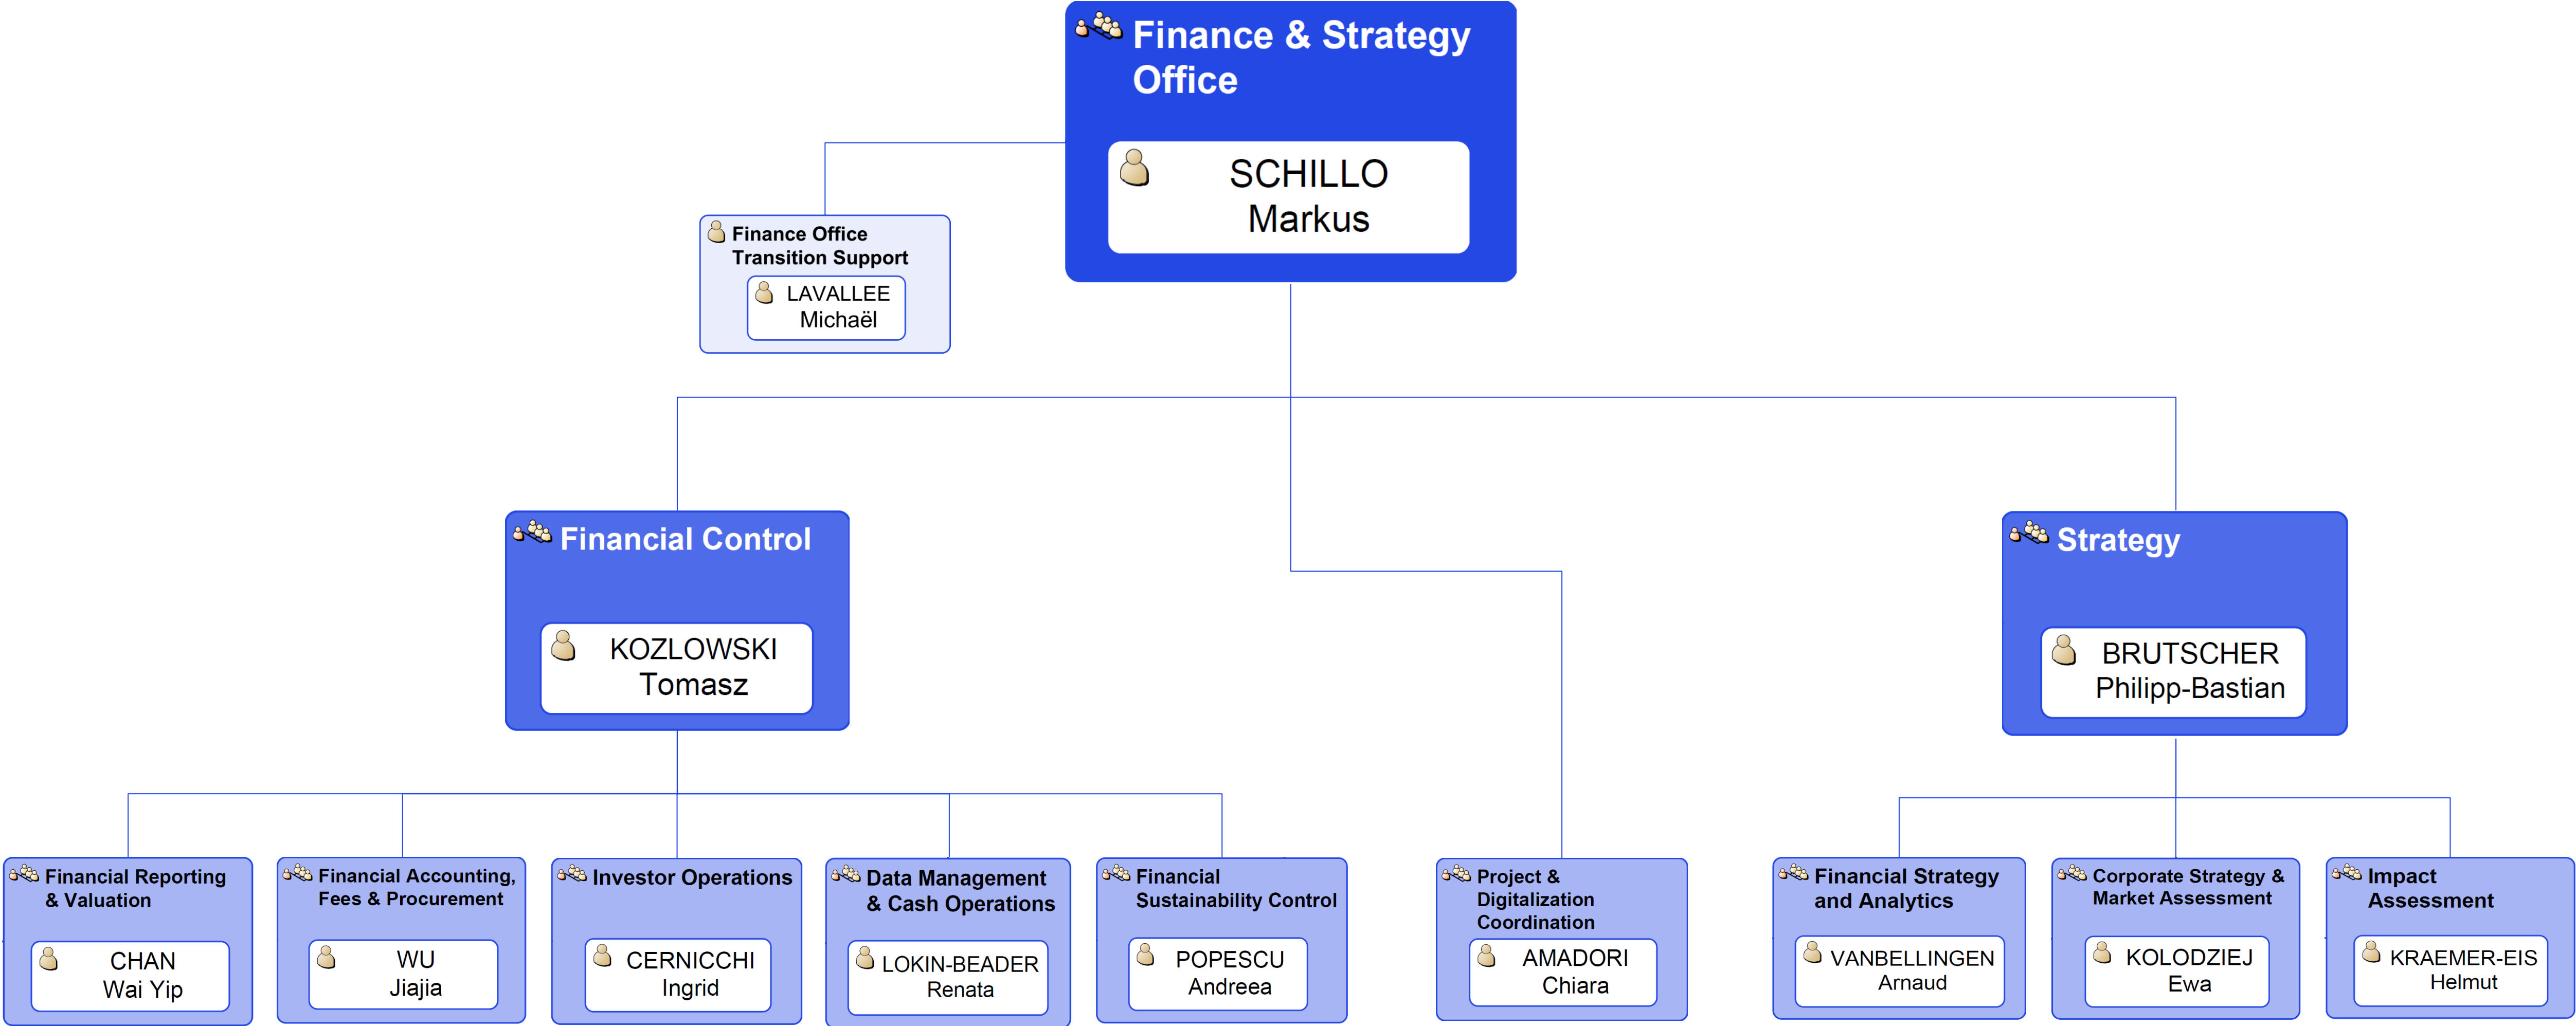 Finance & Strategy
Office
SCHILLO
Markus
Finance Office
Transition Support
LAVALLEE
Michaël
Financial Control
KOZLOWSKI
Tomasz
Strategy
BRUTSCHER
Philipp-Bastian
Financial Reporting
& Valuation
CHAN
Wai Yip
Financial Accounting,
Fees & Procurement
WU
Jiajia
Investor Operations
CERNICCHI
Ingrid
Data Management
& Cash Operations
LOKIN-BEADER
Renata
Financial
Sustainability Control
POPESCU
Andreea
Project &
Digitalization
Coordination
AMADORI
Chiara
Financial Strategy
and Analytics
VANBELLINGEN
Arnaud
Corporate Strategy &
Market Assessment
KOLODZIEJ
Ewa
Impact
Assessment
KRAEMER-EIS
Helmut